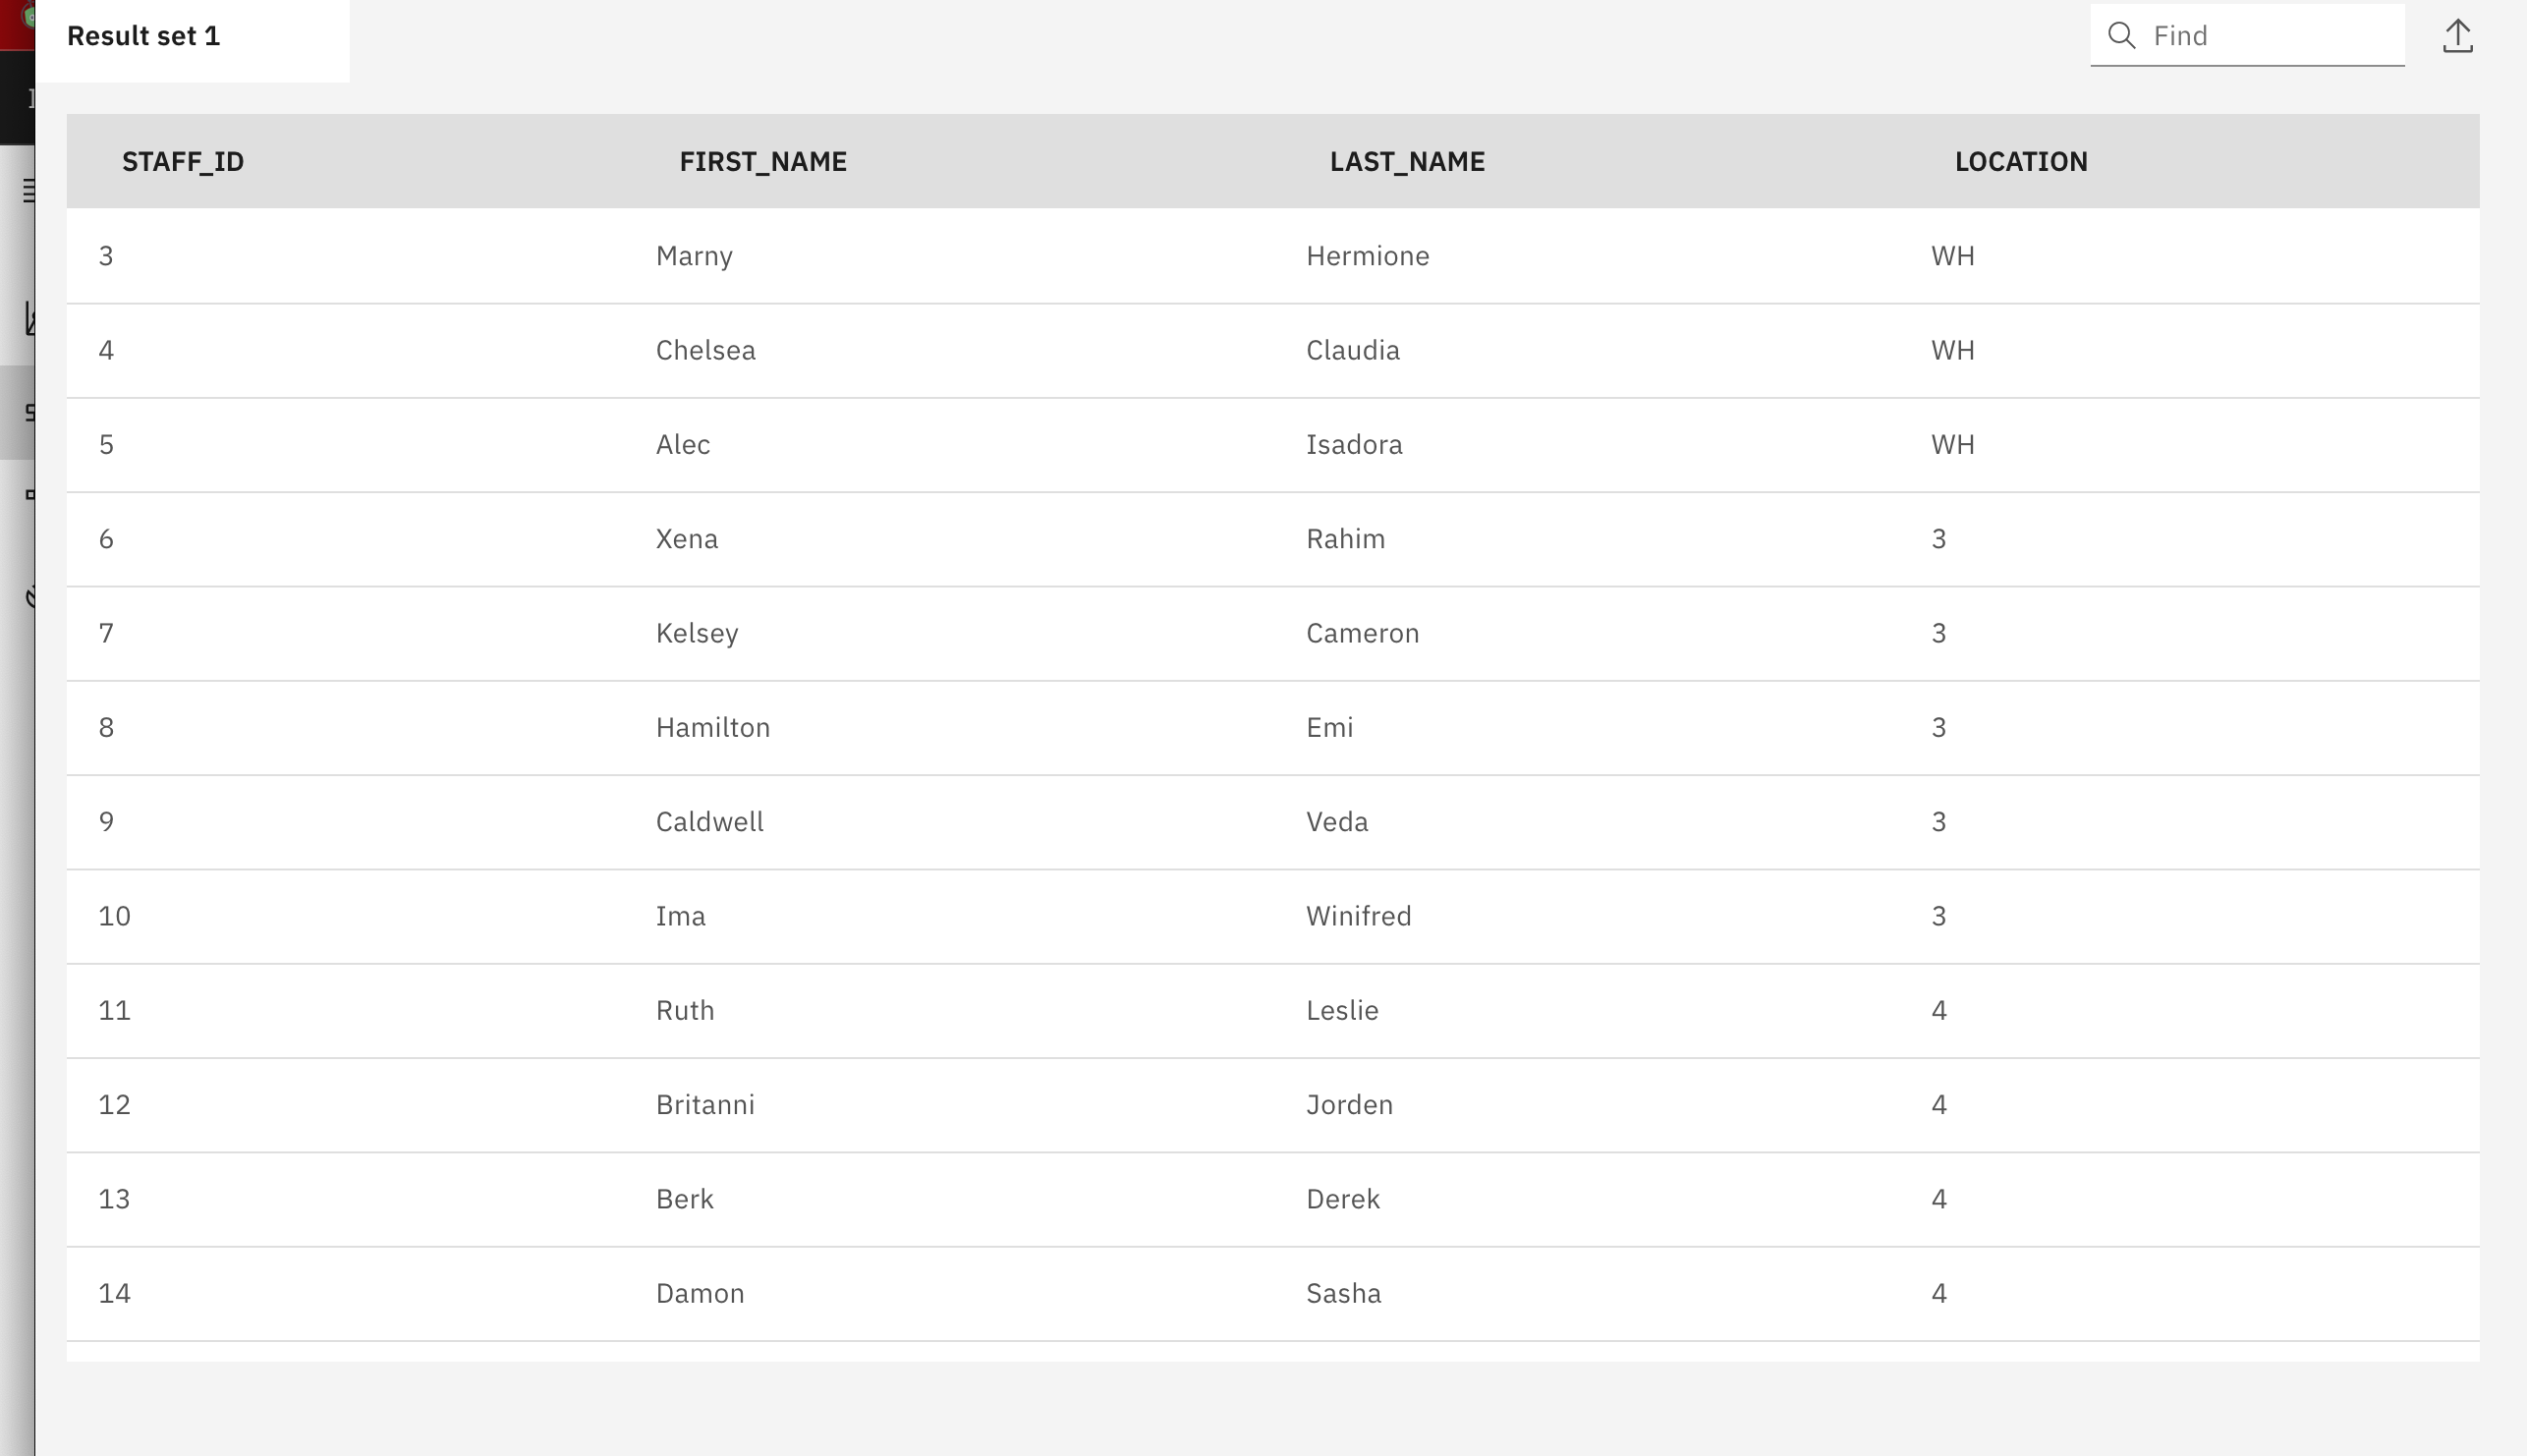 Result set 1 Find
STAFF_ID FIRST_NAME LAST_NAME LOCATION
3 Marny Hermione WH
4 Chelsea Claudia WH
5 Alec Isadora WH
6 Xena Rahim 3
7 Kelsey Cameron 3
8 Hamilton Emi 3
9 Caldwell Veda 3
10 Ima Winifred 3
11 Ruth Leslie 4
12 Britanni Jorden 4
13 Berk Derek 4
14 Damon Sasha 4